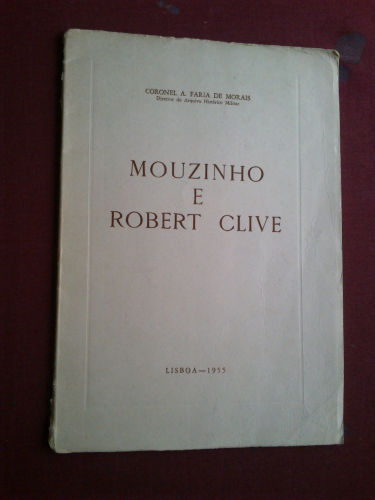 CORONEL A. FARIA DE MORAIS
Director do Arquivo Histórico Militar
MOUZINHO
E
ROBERT CLIVE
LISBOA—1955